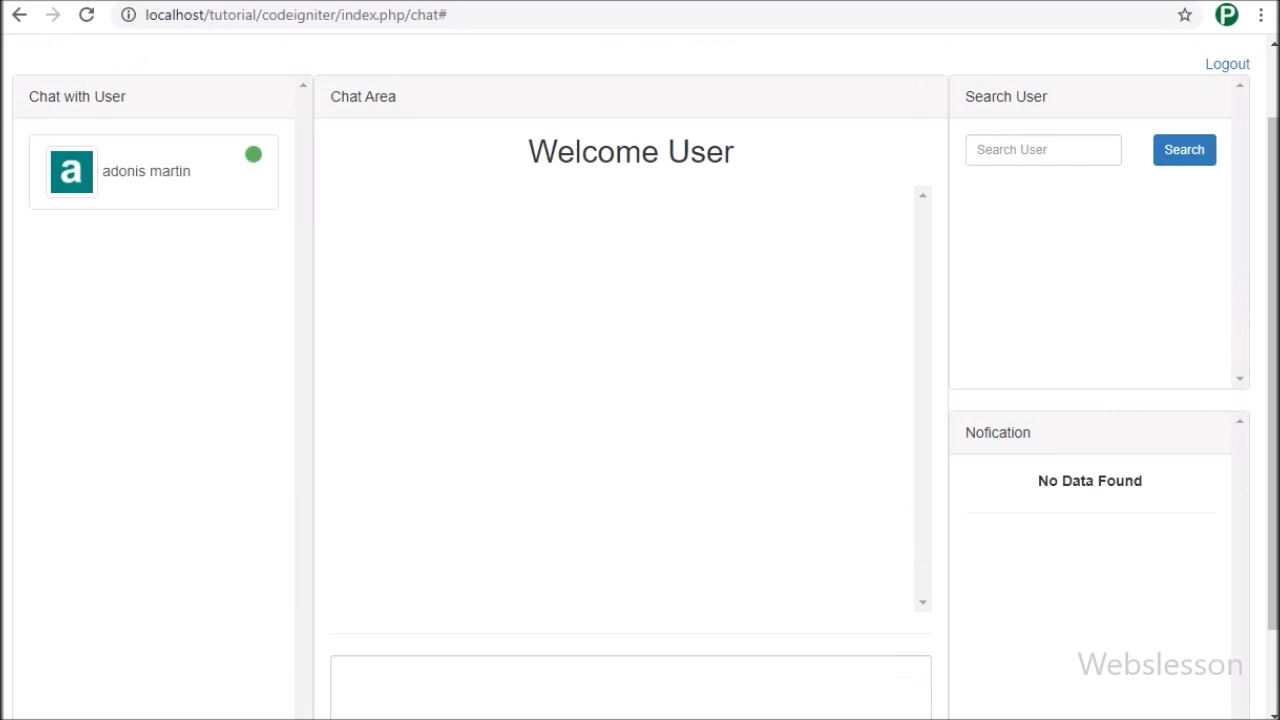 localhost/tutorial/codeigniter/index.php/chat#
P
Logout
Chat with User
Chat Area
Search User
a
adonis martin
Welcome User
Search User
Search
Nofication
No Data Found
Webslesson